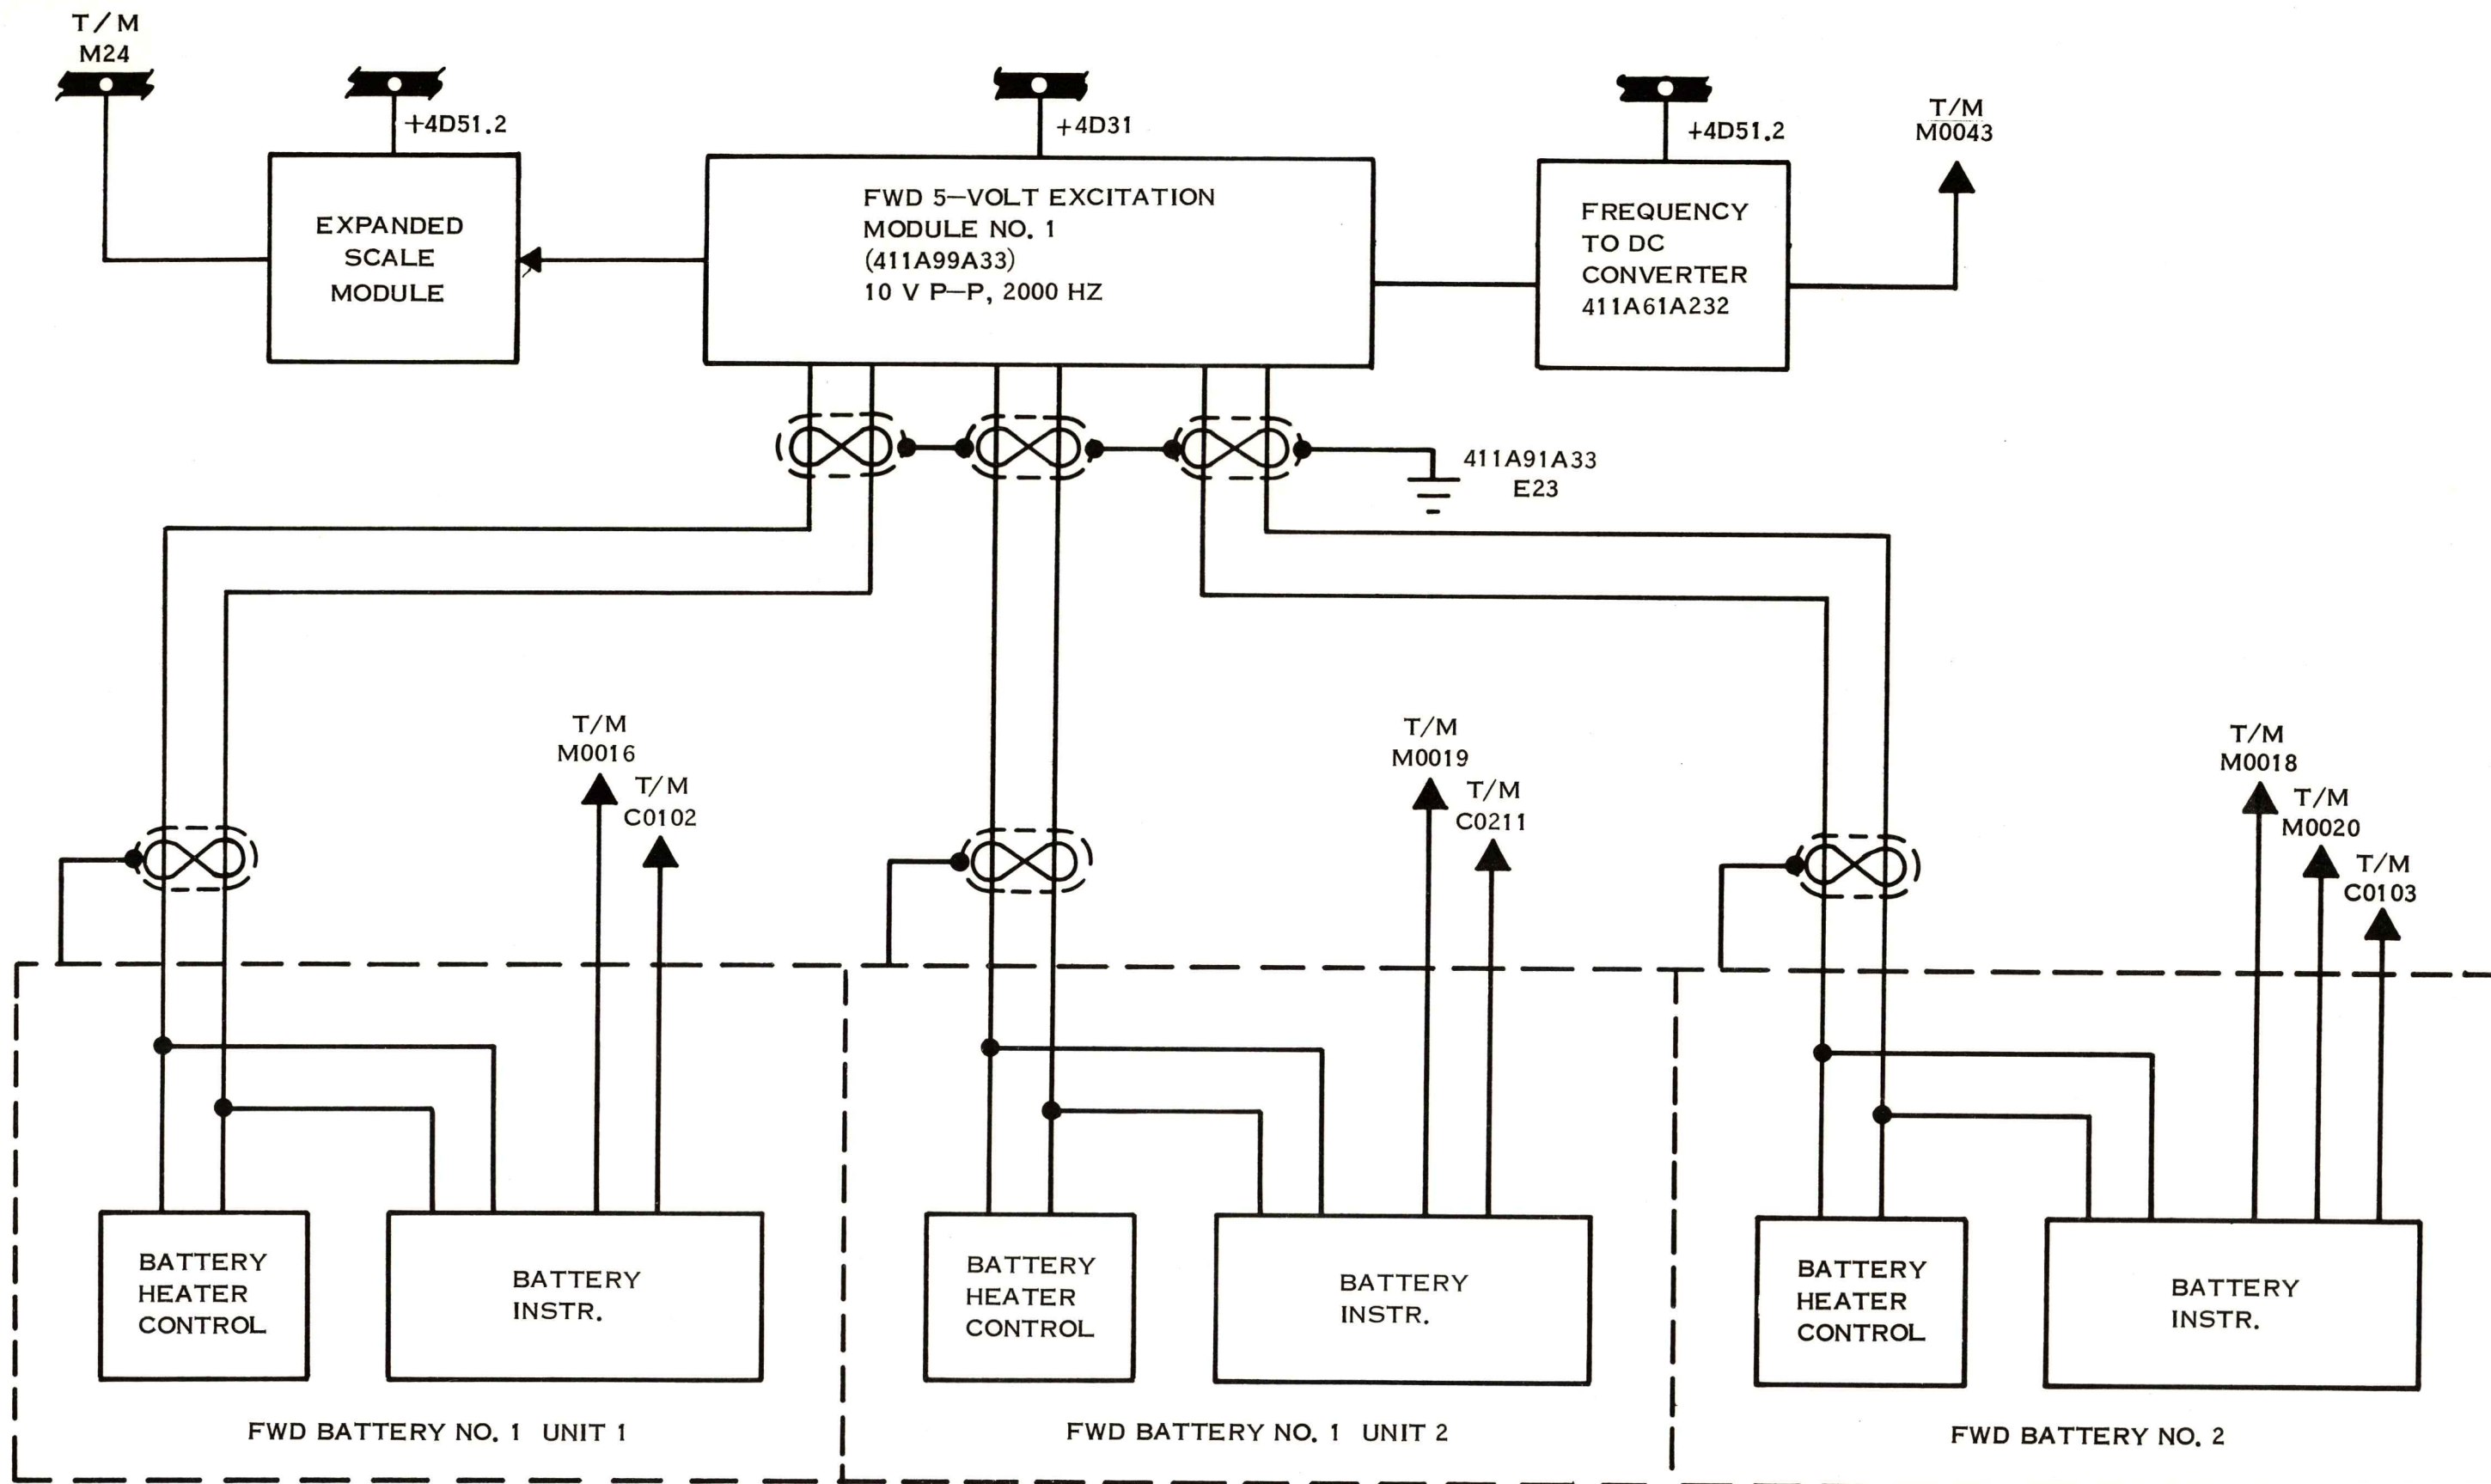 T/M
M24
+4D51.2
+4D31
+4D51.2
T/M
M0043
EXPANDED
SCALE
MODULE
FWD 5–VOLT EXCITATION
MODULE NO. 1
(411A99A33)
10 V P–P, 2000 HZ
FREQUENCY
TO DC
CONVERTER
411A61A232
411A91A33
E23
T/M
M0016
T/M
C0102
T/M
M0019
T/M
C0211
T/M
M0018
T/M
M0020
T/M
C0103
BATTERY
HEATER
CONTROL
BATTERY
INSTR.
BATTERY
HEATER
CONTROL
BATTERY
INSTR.
BATTERY
HEATER
CONTROL
BATTERY
INSTR.
FWD BATTERY NO. 1 UNIT 1
FWD BATTERY NO. 1 UNIT 2
FWD BATTERY NO. 2